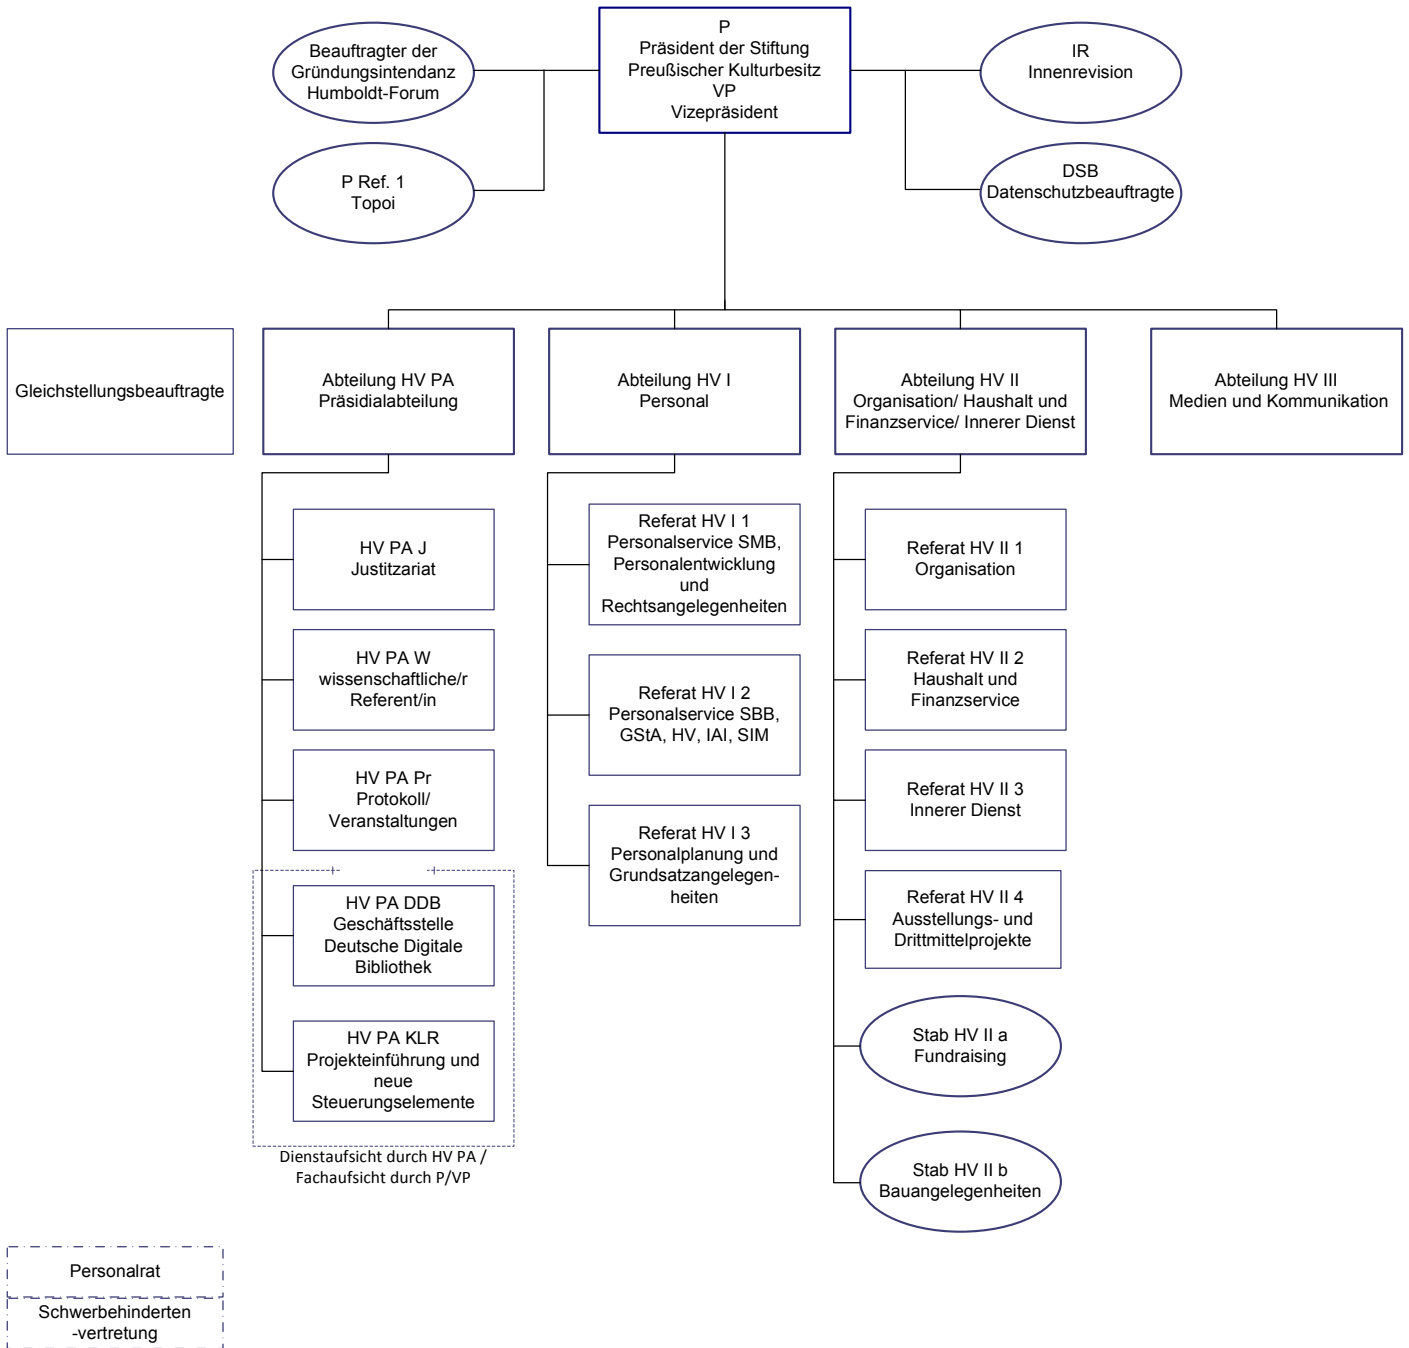 P
Präsident der Stiftung
Preußischer Kulturbesitz
VP
Vizepräsident
Beauftragter der
Gründungsintendanz
Humboldt-Forum
P Ref. 1
Topoi
IR
Innenrevision
DSB
Datenschutzbeauftragte
Gleichstellungsbeauftragte
Abteilung HV PA
Präsidialabteilung
Abteilung HV I
Personal
Abteilung HV II
Organisation/ Haushalt und
Finanzservice/ Innerer Dienst
Abteilung HV III
Medien und Kommunikation
HV PA J
Justitzariat
HV PA W
wissenschaftliche/r
Referent/in
HV PA Pr
Protokoll/
Veranstaltungen
HV PA DDB
Geschäftsstelle
Deutsche Digitale
Bibliothek
HV PA KLR
Projekteinführung und
neue
Steuerungselemente
Dienstaufsicht durch HV PA /
Fachaufsicht durch P/VP
Referat HV I 1
Personalservice SMB,
Personalentwicklung
und
Rechtsangelegenheiten
Referat HV I 2
Personalservice SBB,
GStA, HV, IAI, SIM
Referat HV I 3
Personalplanung und
Grundsatzangelegen-
heiten
Referat HV II 1
Organisation
Referat HV II 2
Haushalt und
Finanzservice
Referat HV II 3
Innerer Dienst
Referat HV II 4
Ausstellungs- und
Drittmittelprojekte
Stab HV II a
Fundraising
Stab HV II b
Bauangelegenheiten
Personalrat
Schwerbehinderten
-vertretung